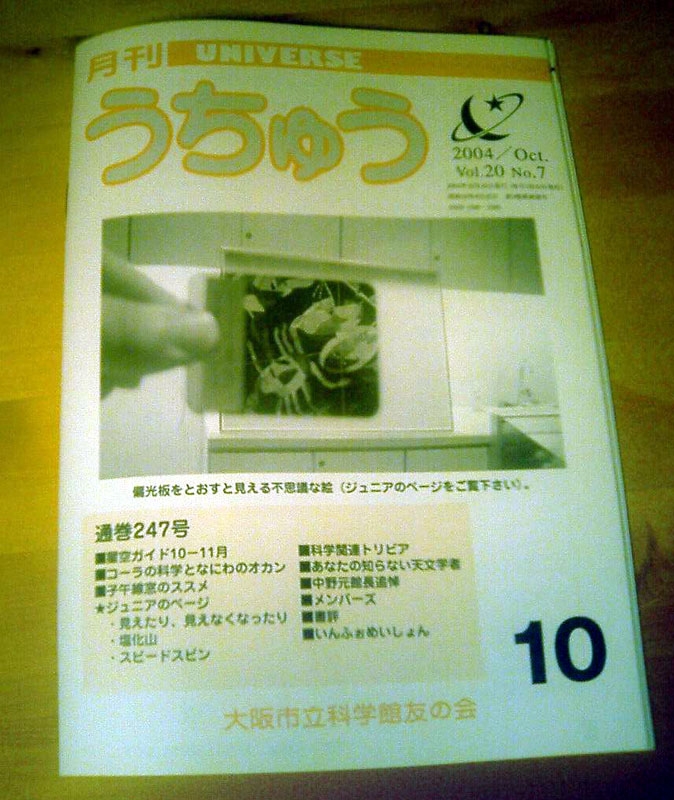 月刊 UNIVERSE
うちゅう
2004／Oct.
Vol.20 No.7
偏光板をとおすと見える不思議な絵（ジュニアのページをご覧下さい）。
通巻247号
■星空ガイド10－11月
■コーラの科学となにわのオカン
■子午線窓のススメ
★ジュニアのページ
・見えたり、見えなくなったり
・塩化山
・スピードスピン
■科学関連トリビア
■あなたの知らない天文学者
■中野元館長追悼
■メンバーズ
■書評
■いんふぉめいしょん
10
大阪市立科学館友の会